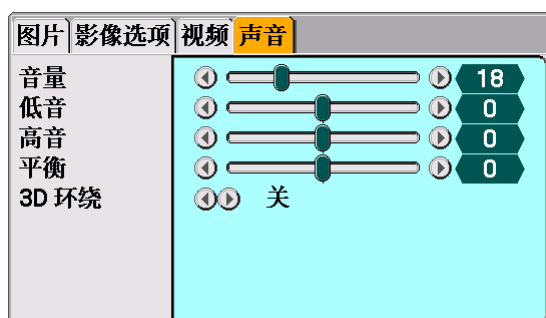 图片 影像选项 视频 声音
音量 18
低音 0
高音 0
平衡 0
3D 环绕 关